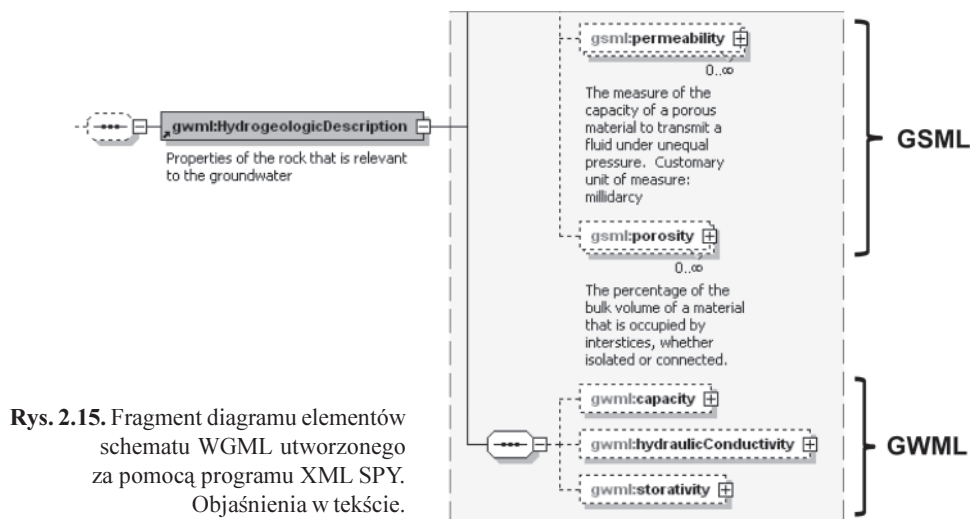 gsml:permeability
0..∞
The measure of the
capacity of a porous
material to transmit a
fluid under unequal
pressure. Customary
unit of measure:
millidarcy
GSML
gwml:HydrogeologicDescription
Properties of the rock that is relevant
to the groundwater
gsml:porosity
0..∞
The percentage of the
bulk volume of a material
that is occupied by
interstices, whether
isolated or connected.
gwml:capacity
gwml:hydraulicConductivity
gwml:storativity
GWML
Rys. 2.15. Fragment diagramu elementów
schematu WGML utworzonego
za pomocą programu XML SPY.
Objaśnienia w tekście.